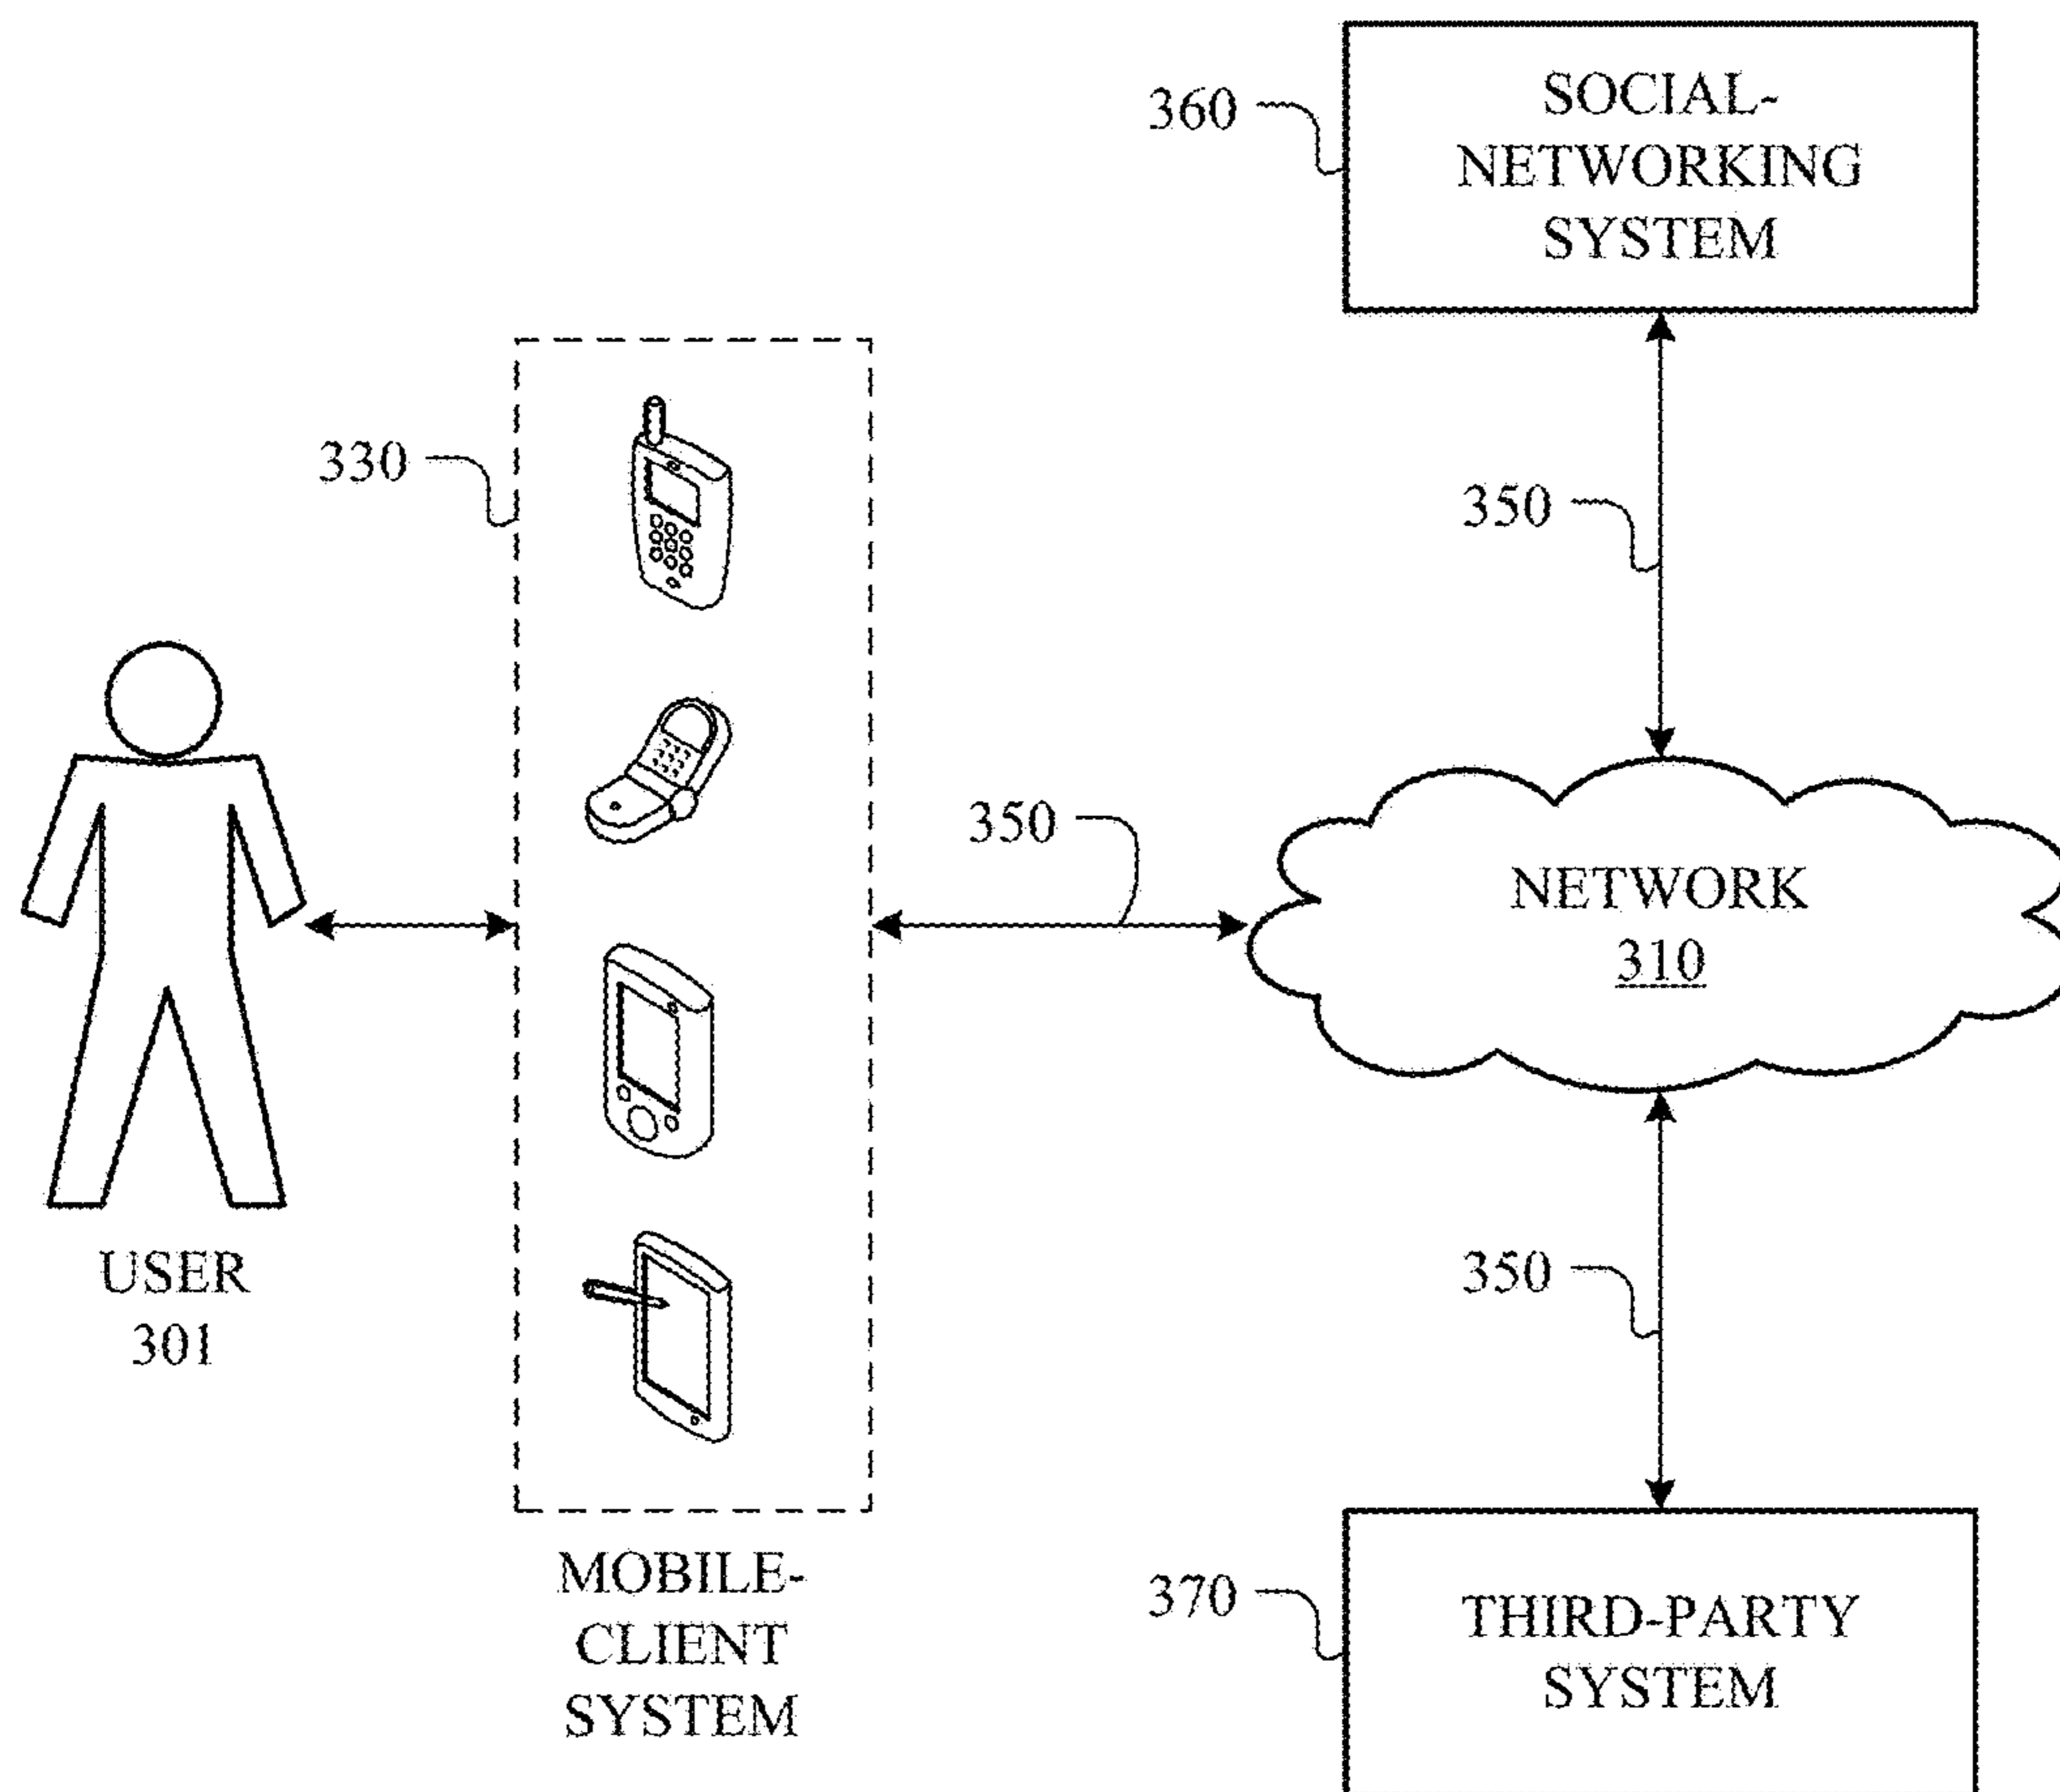 360
SOCIAL-
NETWORKING
SYSTEM
330
350
350
NETWORK
310
USER
301
350
MOBILE-
CLIENT
SYSTEM
370
THIRD-PARTY
SYSTEM